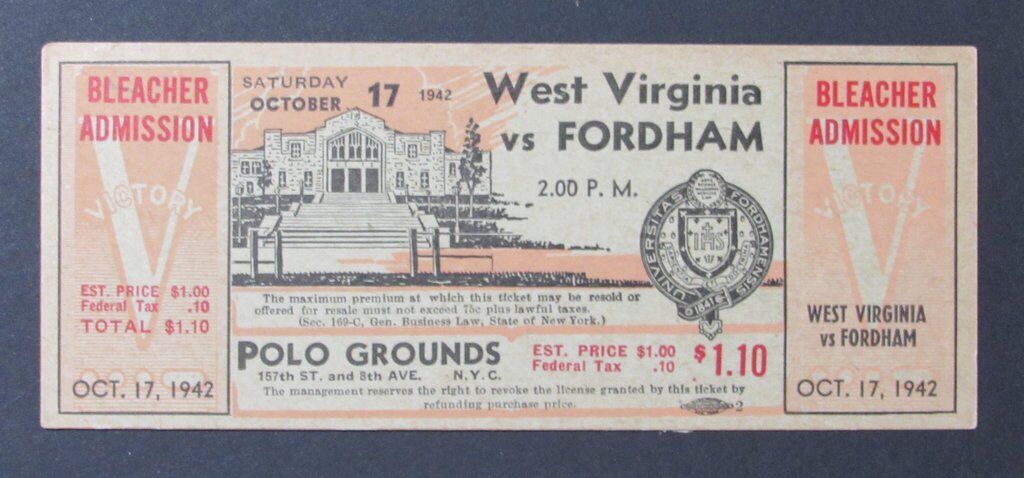 BLEACHER
ADMISSION
VICTORY
EST. PRICE $1.00
Federal Tax .10
TOTAL $1.10
OCT. 17, 1942
SATURDAY
OCTOBER 17 1942
West Virginia
vs FORDHAM
2.00 P. M.
UNIVERSITAS FORDHAMENSIS
IHS
The maximum premium at which this ticket may be resold or
offered for resale must not exceed 75c plus lawful taxes.
(Sec. 169-C, Gen. Business Law, State of New York.)
POLO GROUNDS
157th ST. and 8th AVE. N.Y.C.
EST. PRICE $1.00
Federal Tax .10
$1.10
The management reserves the right to revoke the license granted by this ticket by
refunding purchase price.
2
BLEACHER
ADMISSION
VICTORY
WEST VIRGINIA
vs FORDHAM
OCT. 17, 1942